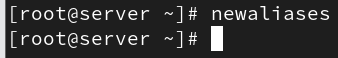 [root@server ~]# newaliases
[root@server ~]#